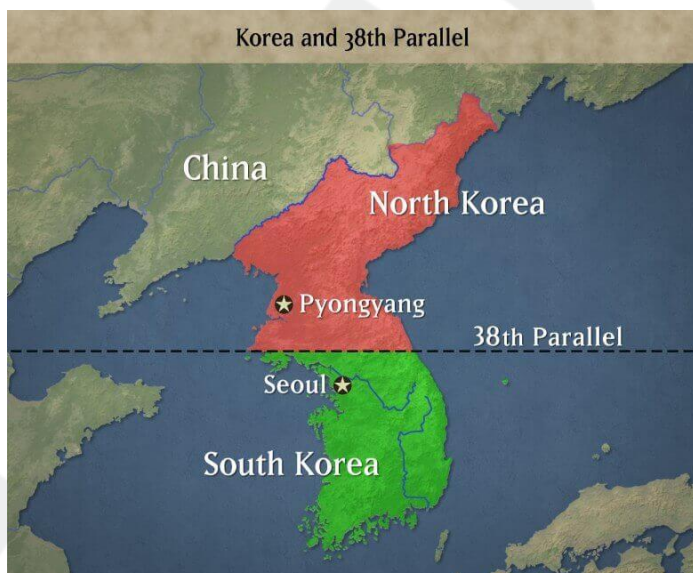 Korea and 38th Parallel
China
North Korea
Pyongyang
38th Parallel
Seoul
South Korea